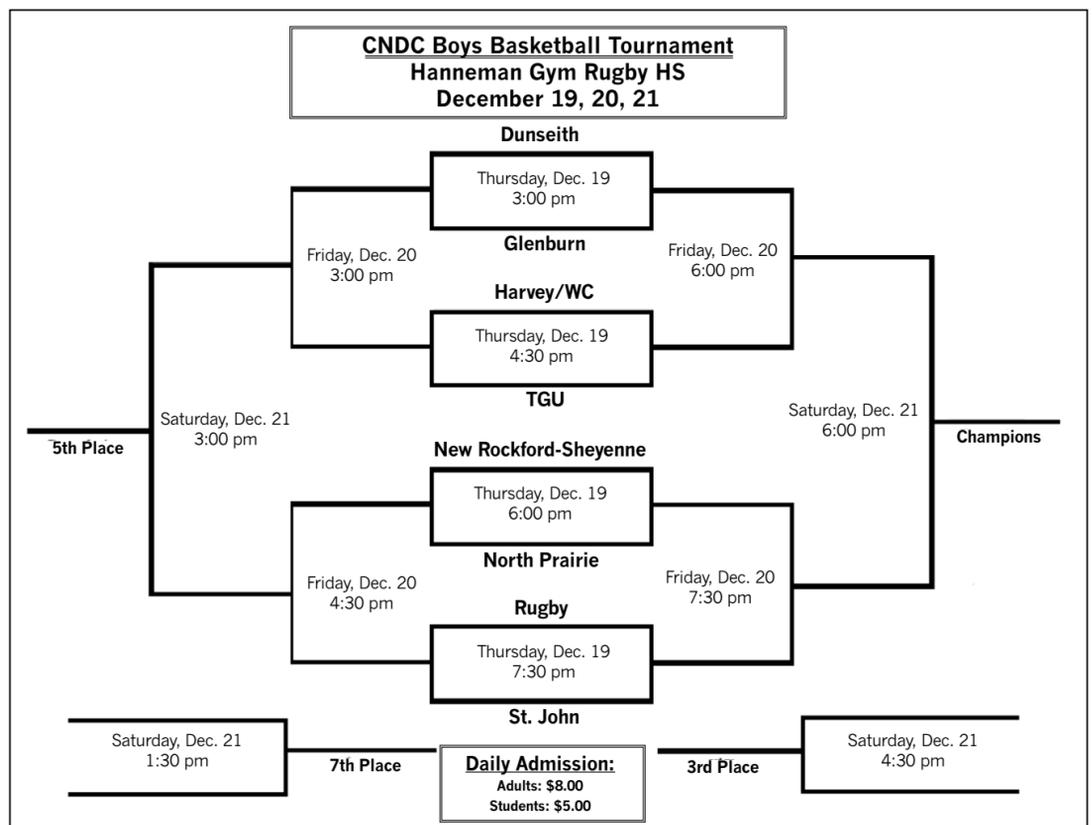 CNDC Boys Basketball Tournament
Hanneman Gym Rugby HS
December 19, 20, 21
Dunseith
Thursday, Dec. 19
3:00 pm
Glenburn
Friday, Dec. 20
3:00 pm
Friday, Dec. 20
6:00 pm
Harvey/WC
Thursday, Dec. 19
4:30 pm
TGU
Saturday, Dec. 21
3:00 pm
5th Place
Saturday, Dec. 21
6:00 pm
Champions
New Rockford-Sheyenne
Thursday, Dec. 19
6:00 pm
North Prairie
Friday, Dec. 20
4:30 pm
Friday, Dec. 20
7:30 pm
Rugby
Thursday, Dec. 19
7:30 pm
St. John
Saturday, Dec. 21
1:30 pm
7th Place
Daily Admission:
Adults: $8.00
Students: $5.00
3rd Place
Saturday, Dec. 21
4:30 pm